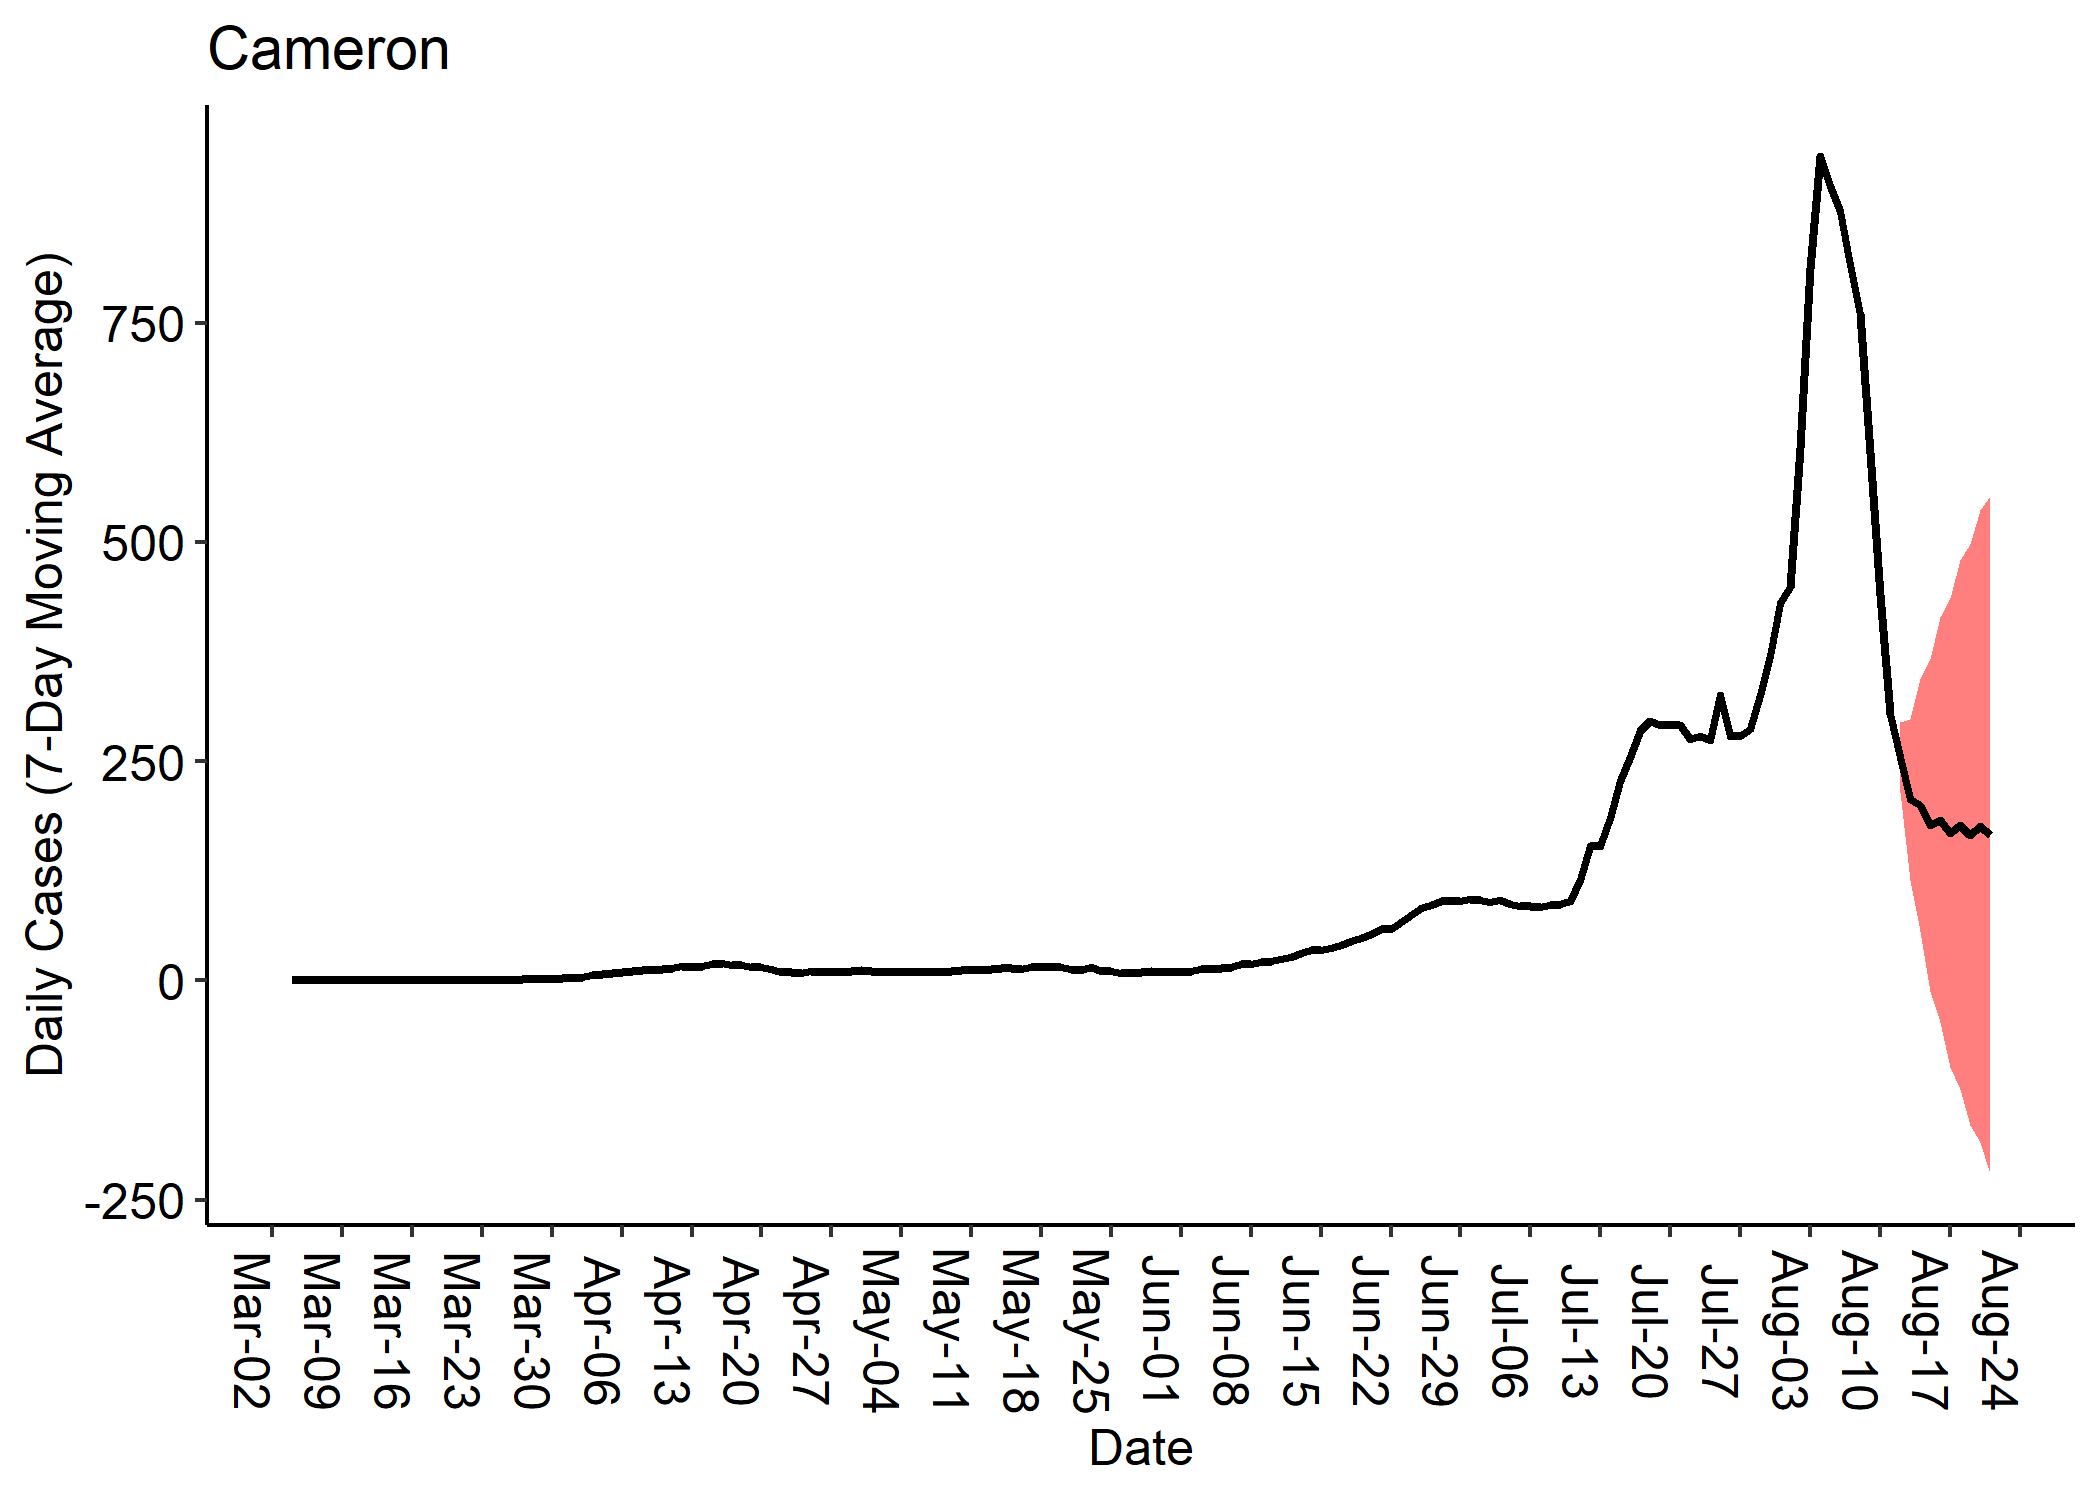 Cameron
Daily Cases (7-Day Moving Average)
750
500
250
0
-250
Mar-02
Mar-09
Mar-16
Mar-23
Mar-30
Apr-06
Apr-13
Apr-20
Apr-27
May-04
May-11
May-18
May-25
Jun-01
Jun-08
Jun-15
Jun-22
Jun-29
Jul-06
Jul-13
Jul-20
Jul-27
Aug-03
Aug-10
Aug-17
Aug-24
Date